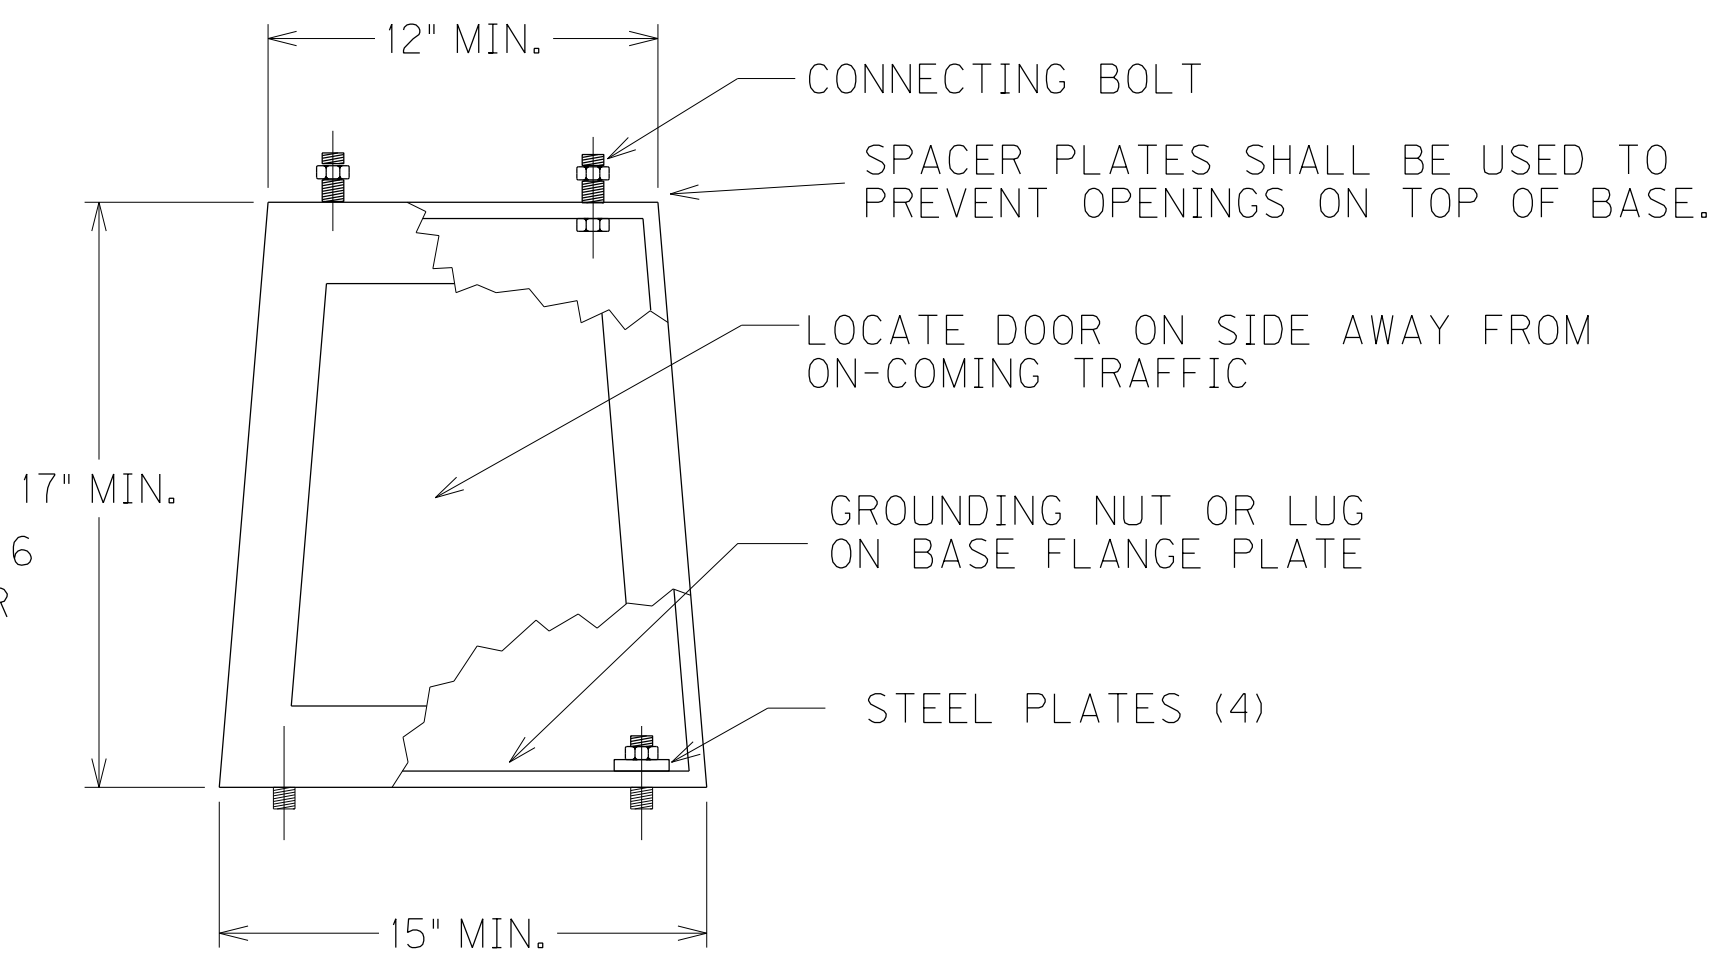 12" MIN.
CONNECTING BOLT
SPACER PLATES SHALL BE USED TO
PREVENT OPENINGS ON TOP OF BASE.
LOCATE DOOR ON SIDE AWAY FROM
ON-COMING TRAFFIC
17" MIN.
GROUNDING NUT OR LUG
ON BASE FLANGE PLATE
6
R
STEEL PLATES (4)
15" MIN.